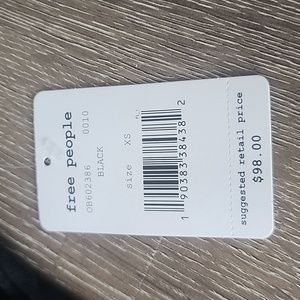 free people
OB602386 0010
BLACK
size XS
1 90383 38438 2
suggested retail price
$98.00